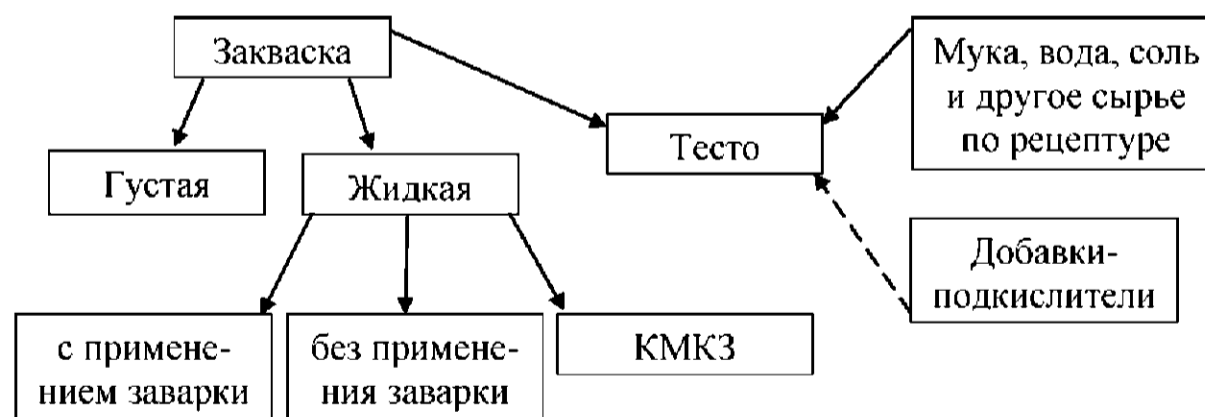 Закваска
Мука, вода, соль
и другое сырье
по рецептуре
Тесто
Густая
Жидкая
Добавки-
подкислители
с примене-
нием заварки
без примене-
ния заварки
КМКЗ